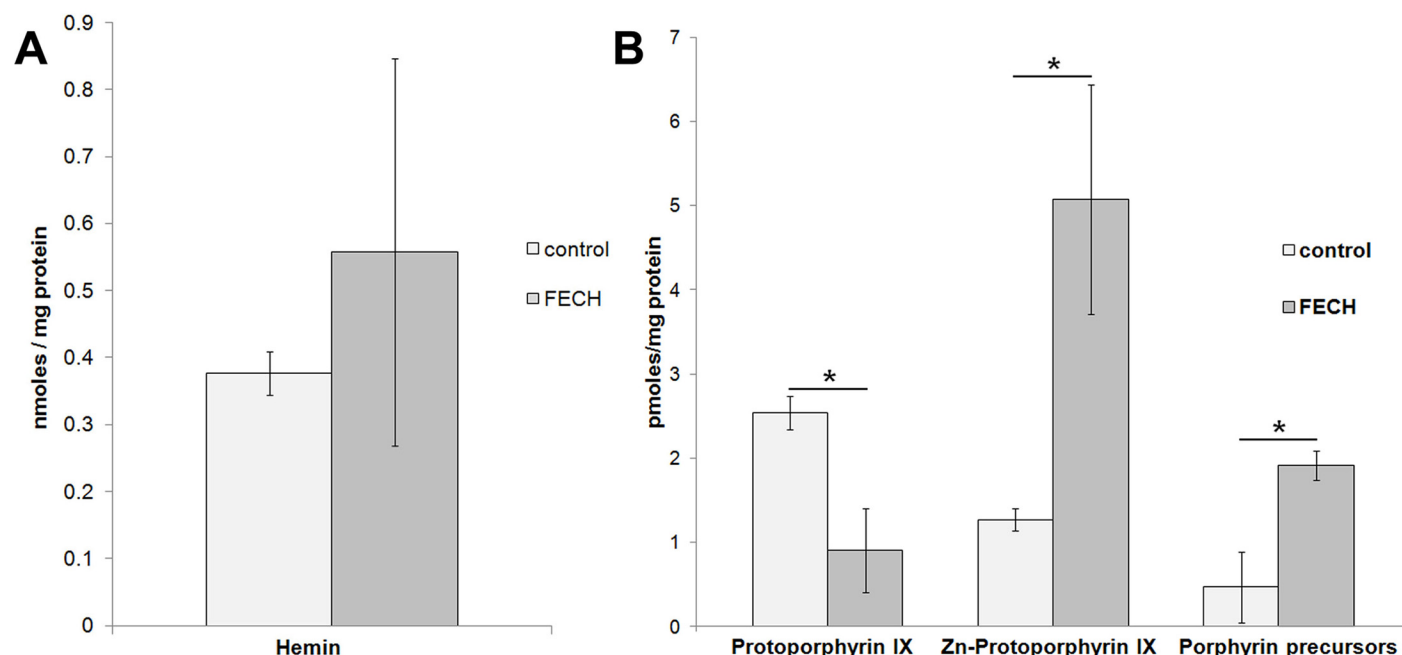 A
nmoles / mg protein
0.9
0.8
0.7
0.6
0.5
0.4
0.3
0.2
0.1
0
Hemin
control
FECH
B
pmoles/mg protein
7
6
5
4
3
2
1
0
*
*
*
Protoporphyrin IX Zn-Protoporphyrin IX Porphyrin precursors
control
FECH